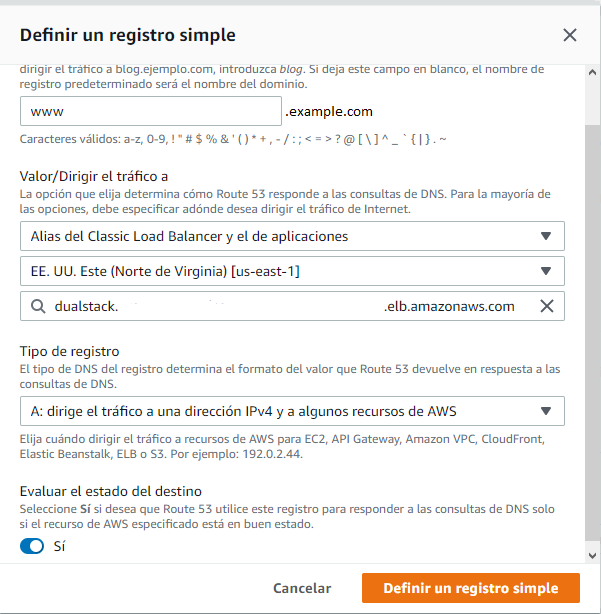 Definir un registro simple
dirigir el tráfico a blog.ejemplo.com, introduzca blog. Si deja este campo en blanco, el nombre de
registro predeterminado será el nombre del dominio.
www .example.com
Caracteres válidos: a-z, 0-9, ! " # $ % & ' ( ) * + , - / : ; < = > ? @ [ \ ] ^ _ ` { | } . ~
Valor/Dirigir el tráfico a
La opción que elija determina cómo Route 53 responde a las consultas de DNS. Para la mayoría de
las opciones, debe especificar adónde desea dirigir el tráfico de Internet.
Alias del Classic Load Balancer y el de aplicaciones
EE. UU. Este (Norte de Virginia) [us-east-1]
dualstack. .elb.amazonaws.com
Tipo de registro
El tipo de DNS del registro determina el formato del valor que Route 53 devuelve en respuesta a las
consultas de DNS.
A: dirige el tráfico a una dirección IPv4 y a algunos recursos de AWS
Elija cuándo dirigir el tráfico a recursos de AWS para EC2, API Gateway, Amazon VPC, CloudFront,
Elastic Beanstalk, ELB o S3. Por ejemplo: 192.0.2.44.
Evaluar el estado del destino
Seleccione Sí si desea que Route 53 utilice este registro para responder a las consultas de DNS solo
si el recurso de AWS especificado está en buen estado.
Sí
Cancelar
Definir un registro simple